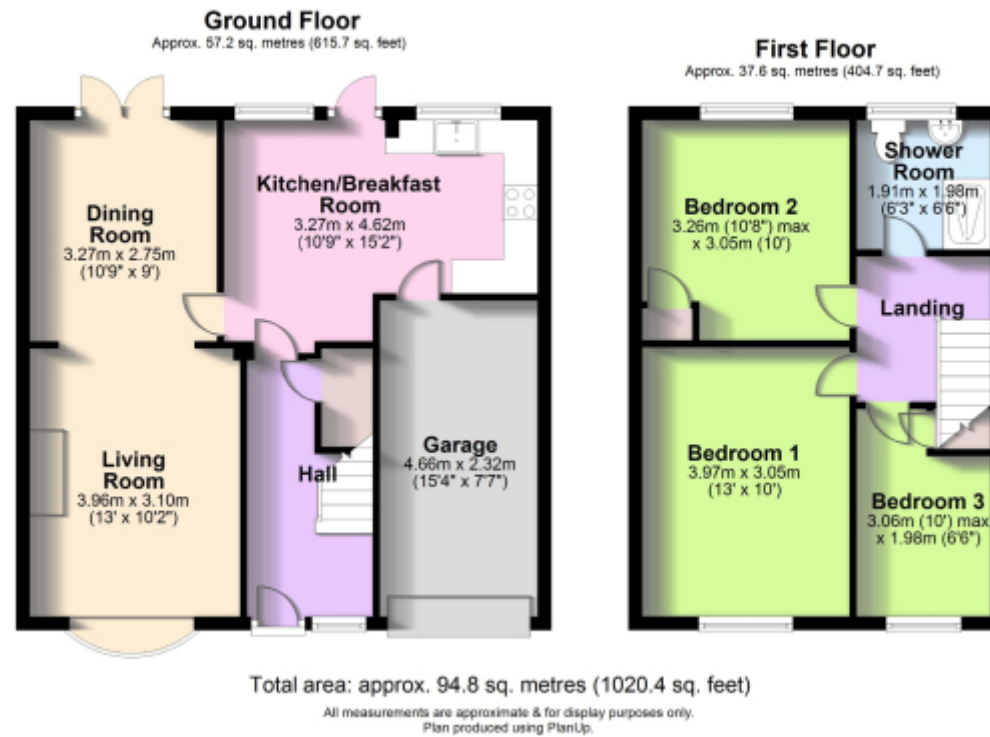 Ground Floor
Approx. 57.2 sq. metres (615.7 sq. feet)
Dining
Room
3.27m x 2.75m
(10'9" x 9')
Kitchen/Breakfast
Room
3.27m x 4.62m
(10'9" x 15'2")
Living
Room
3.96m x 3.10m
(13' x 10'2")
Hall
Garage
4.66m x 2.32m
(15'4" x 7'7")
First Floor
Approx. 37.6 sq. metres (404.7 sq. feet)
Bedroom 2
3.26m (10'8") max
x 3.05m (10')
Shower
Room
1.91m x 1.98m
(6'3" x 6'6")
Landing
Bedroom 1
3.97m x 3.05m
(13' x 10')
Bedroom 3
3.06m (10') max
x 1.98m (6'6")
Total area: approx. 94.8 sq. metres (1020.4 sq. feet)
All measurements are approximate & for display purposes only.
Plan produced using PlanUp.